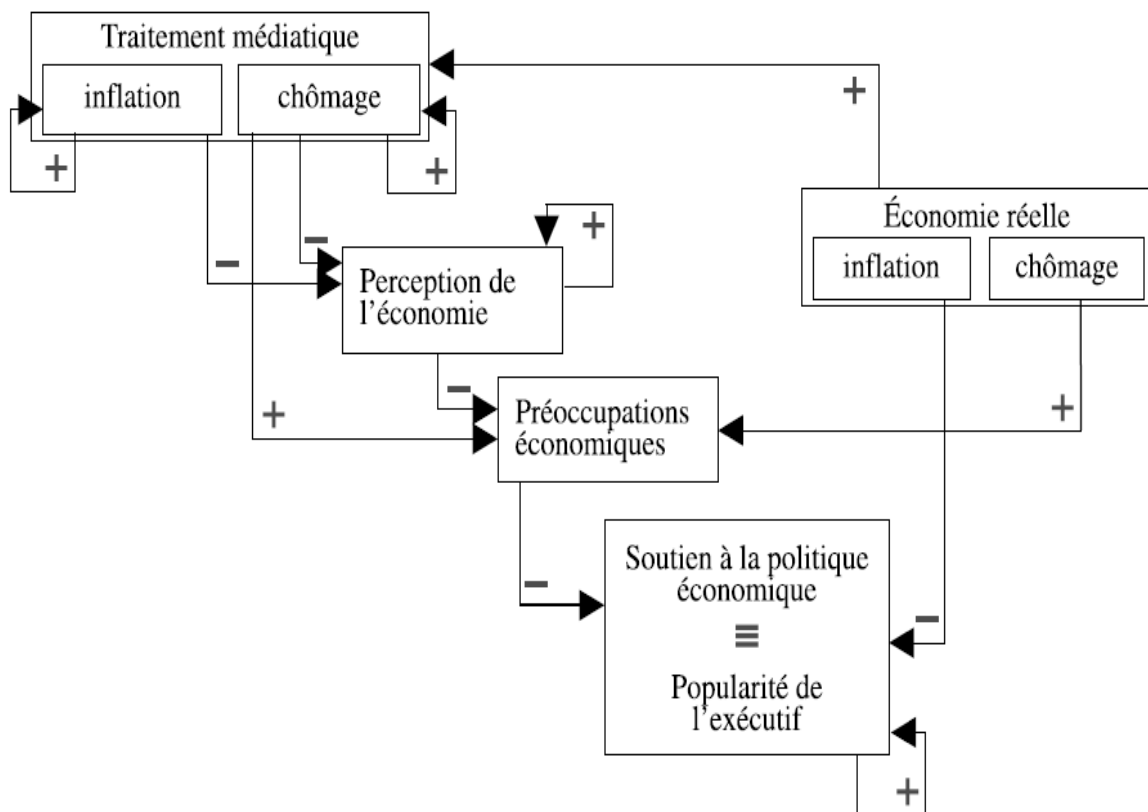 Traitement médiatique
inflation
chômage
+
+
+
Économie réelle
inflation
chômage
+
−
−
Perception de
l’économie
−
+
Préoccupations
économiques
+
−
Soutien à la politique
économique
≡
Popularité de
l’exécutif
−
+